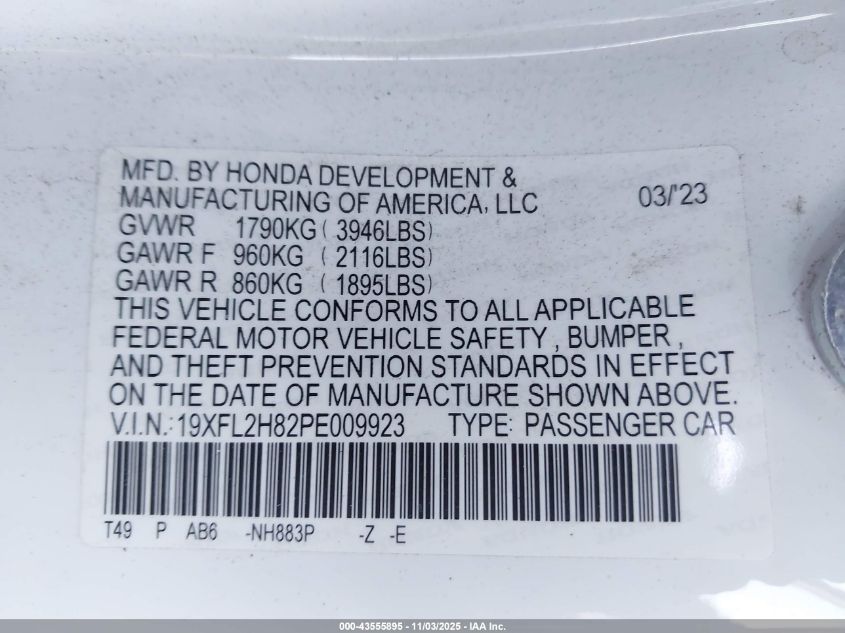 MFD. BY HONDA DEVELOPMENT &
MANUFACTURING OF AMERICA, LLC 03/'23
GVWR 1790KG ( 3946LBS)
GAWR F 960KG ( 2116LBS)
GAWR R 860KG ( 1895LBS)
THIS VEHICLE CONFORMS TO ALL APPLICABLE
FEDERAL MOTOR VEHICLE SAFETY , BUMPER ,
AND THEFT PREVENTION STANDARDS IN EFFECT
ON THE DATE OF MANUFACTURE SHOWN ABOVE.
V.I.N.: 19XFL2H82PE009923 TYPE: PASSENGER CAR
T49 P AB6 -NH883P -Z -E
000-43555895 - 11/03/2025 - IAA Inc.